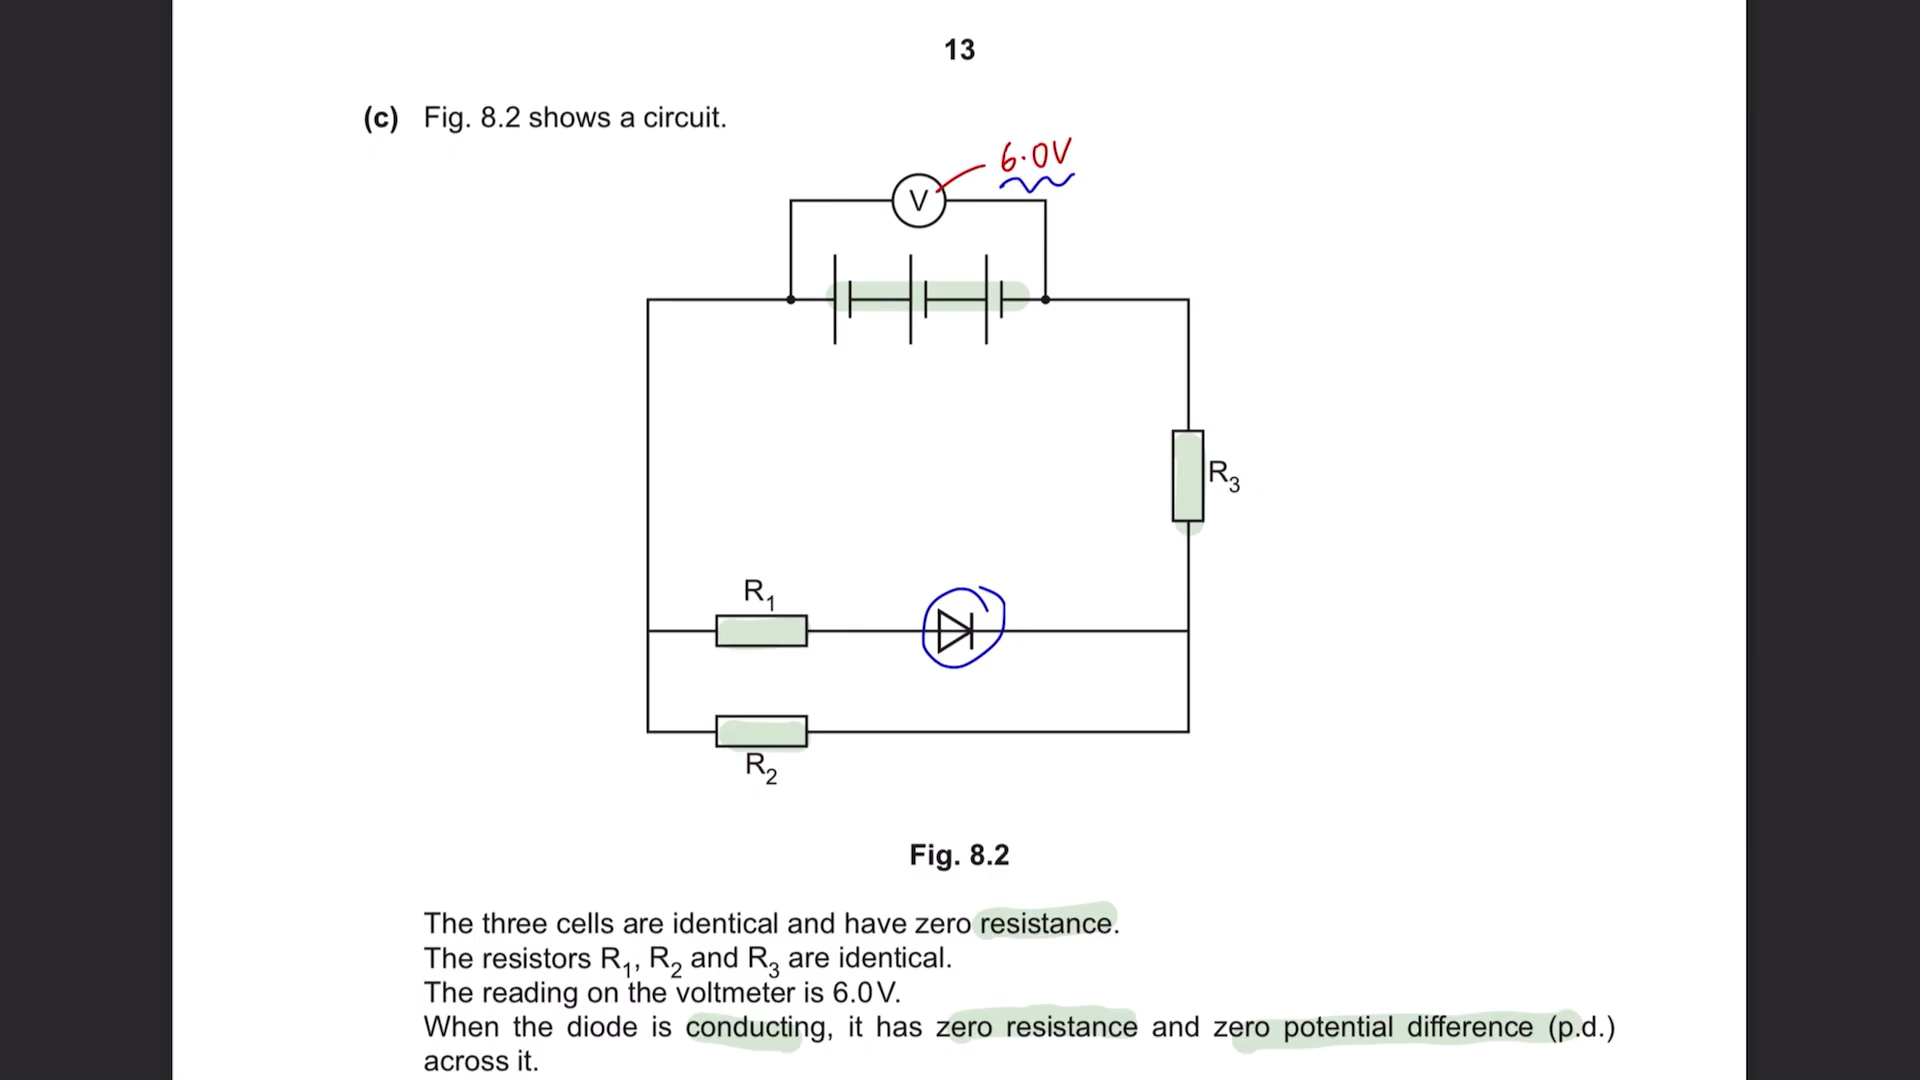 13
(c) Fig. 8.2 shows a circuit.
6.0V
V
R3
R1
R2
Fig. 8.2
The three cells are identical and have zero resistance.
The resistors R1, R2 and R3 are identical.
The reading on the voltmeter is 6.0V.
When the diode is conducting, it has zero resistance and zero potential difference (p.d.)
across it.